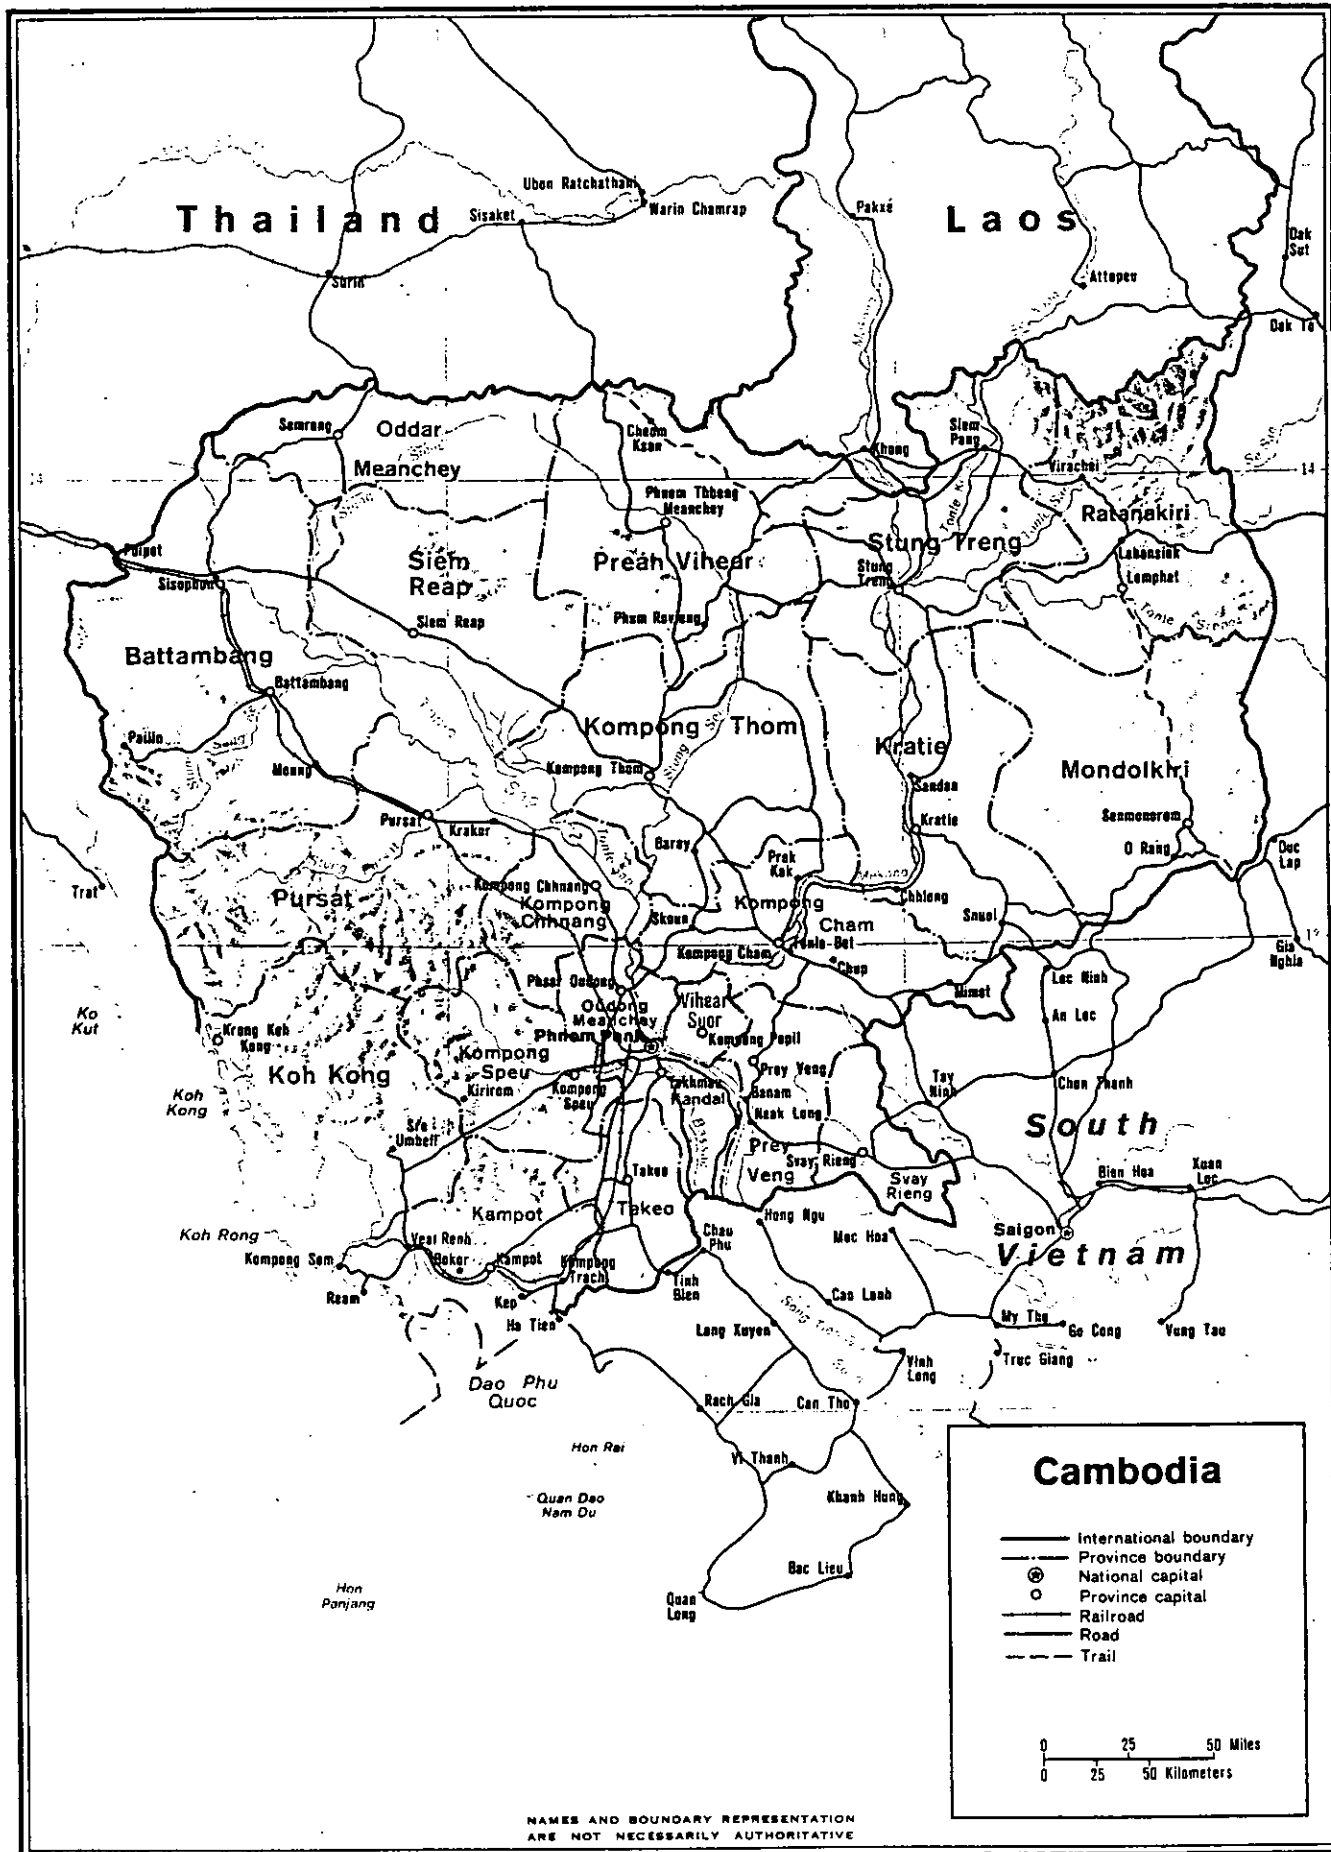 Thailand
Laos
Ubon Ratchathani
Warin Chamrap
Sisaket
Surin
Pakxé
Dak
Sut
Attopeu
Dak To
Samrong
Oddar
Meanchey
Cheom
Ksan
Siem
Pang
Khong
Virachei
14
14
Phnom Tbbeng
Meanchey
Ratanakiri
Siem
Reap
Preah Vihear
Stung Treng
Stung
Treng
Labansiek
Lomphat
Poipet
Sisophon
Siem Reap
Phum Rovieng
Tonle Srepok
Battambang
Battambang
Pailin
Moung
Kompong Thom
Kompong Thom
Kratie
Sandan
Mondolkiri
Pursat
Krakor
Kratie
Senmonorom
O Rang
Duc
Lap
Baray
Prek
Kak
Mekong
Trat
Pursat
Kompong Chhnang
Kompong
Chhnang
Skoun
Kompong
Cham
Chhlong
Snuol
Kompong Cham
Tonle Bet
Chup
Gia
Nghia
Phsar Oudong
Oudong
Meanchey
Vihear
Suor
Mimot
Loc Ninh
An Loc
Ko
Kut
Krong Koh
Kong
Koh Kong
Phnom Penh
Kompong Popil
Kompong
Speu
Kirirom
Kompong
Speu
Takhmau
Kandal
Prey Veng
Banam
Neak Long
Tay
Ninh
Chon Thanh
Koh
Kong
Sre
Umbell
Bassac
Prey
Veng
Svay Rieng
Svay
Rieng
South
Vietnam
Bien Hoa
Xuan
Loc
Takeo
Takeo
Kampot
Hong Ngu
Moc Hoa
Saigon
Koh Rong
Kompong Som
Veal Renh
Bokor
Kampot
Kompong
Trach
Chau
Phu
Tinh
Bien
Ream
Kep
Ha Tien
Cao Lanh
Long Xuyen
My Tho
Go Cong
Vung Tau
Vinh
Long
Truc Giang
Dao Phu
Quoc
Rach Gia
Can Tho
Hon Rai
Vi Thanh
Quan Dao
Nam Du
Khanh Hung
Bac Lieu
Hon
Panjang
Quan
Long
Cambodia
International boundary
Province boundary
National capital
Province capital
Railroad
Road
Trail
0 25 50 Miles
0 25 50 Kilometers
NAMES AND BOUNDARY REPRESENTATION
ARE NOT NECESSARILY AUTHORITATIVE